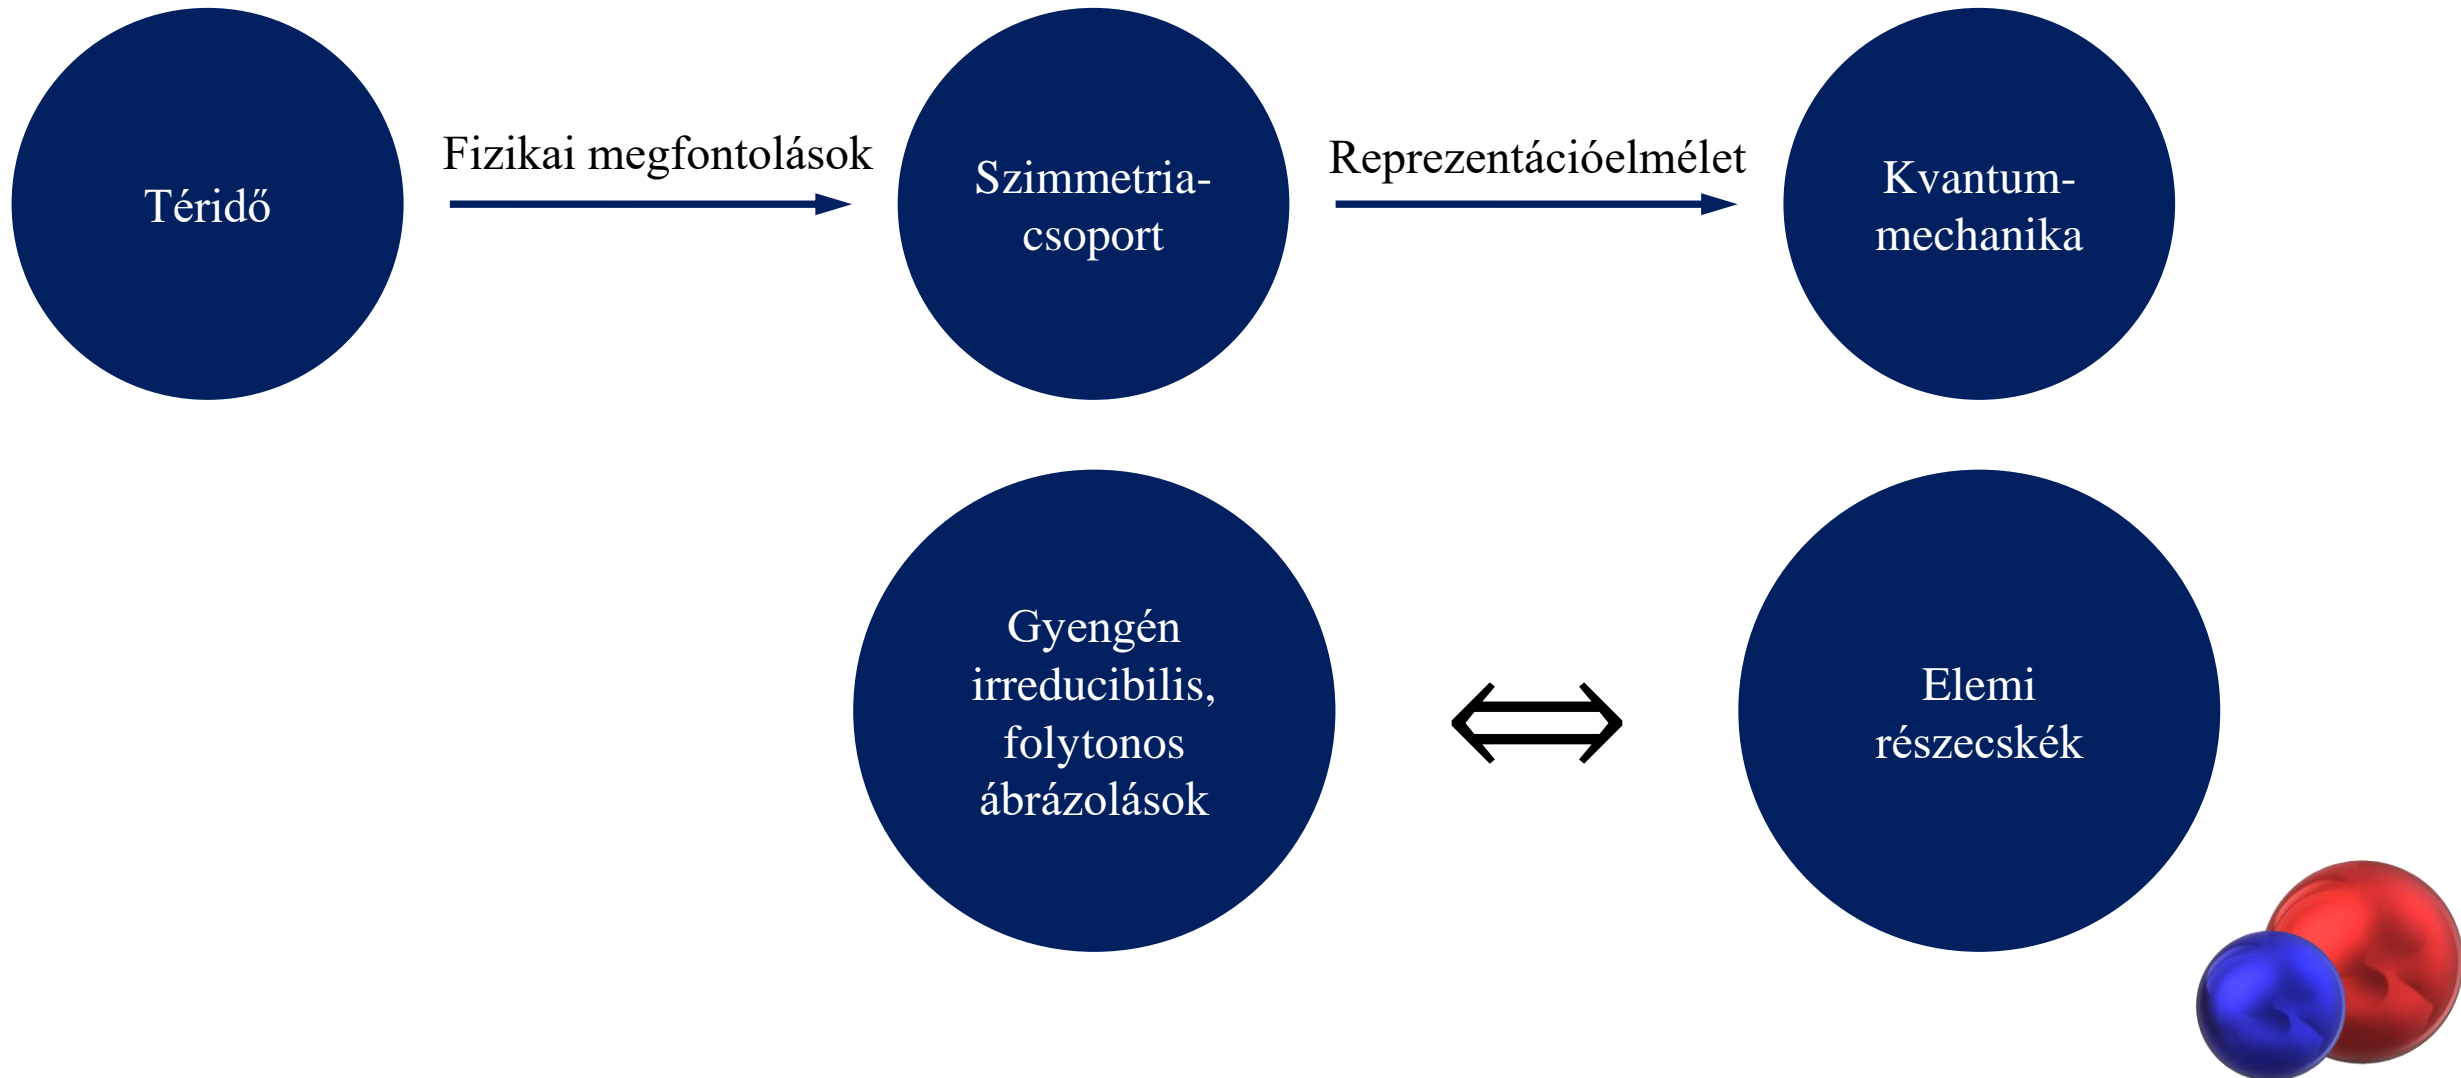 Téridő
Fizikai megfontolások
Szimmetria-
csoport
Reprezentációelmélet
Kvantum-
mechanika
Gyengén
irreducibilis,
folytonos
ábrázolások
⟺
Elemi
részecskék